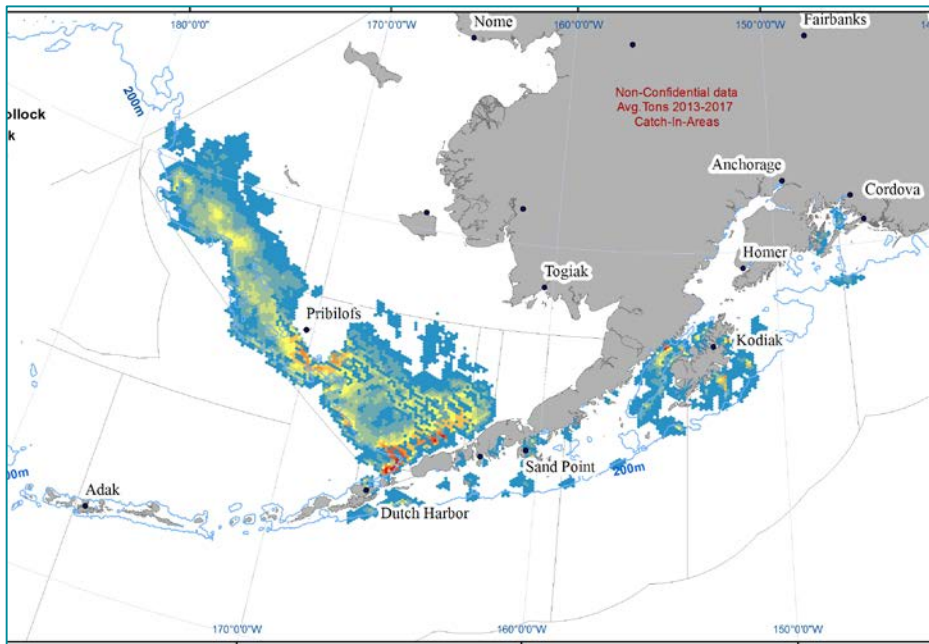 180°0'0"
170°0'0"W
Nome
160°0'0"W
150°0'0"W
Fairbanks
14
200m
ollock
k
Non-Confidential data
Avg.Tons 2013-2017
Catch-In-Areas
Anchorage
Cordova
Homer
Togiak
Pribilofs
Kodiak
Sand Point
200m
00m
Adak
Dutch Harbor
170°0'0"W
160°0'0"W
150°0'0"W